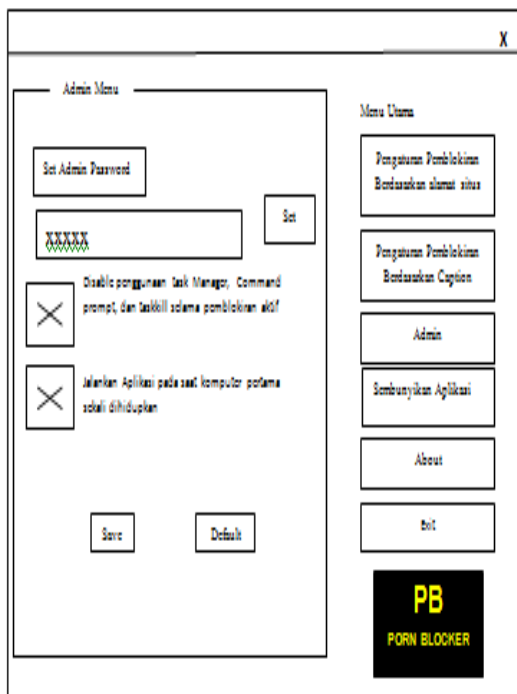 X
Admin Menu
Set Admin Password
XXXXX
Set
Disable penggunaan task Manager, Command
prompt, dan taskkill selama pemblokiran aktif
Jalankan Aplikasi pada saat komputer pertama
sekali dihidupkan
Save
Default
Menu Utama
Pengaturan Pemblokiran
Berdasarkan alamat situs
Pengaturan Pemblokiran
Berdasarkan Caption
Admin
Sembunyikan Aplikasi
About
Exit
PB
PORN BLOCKER